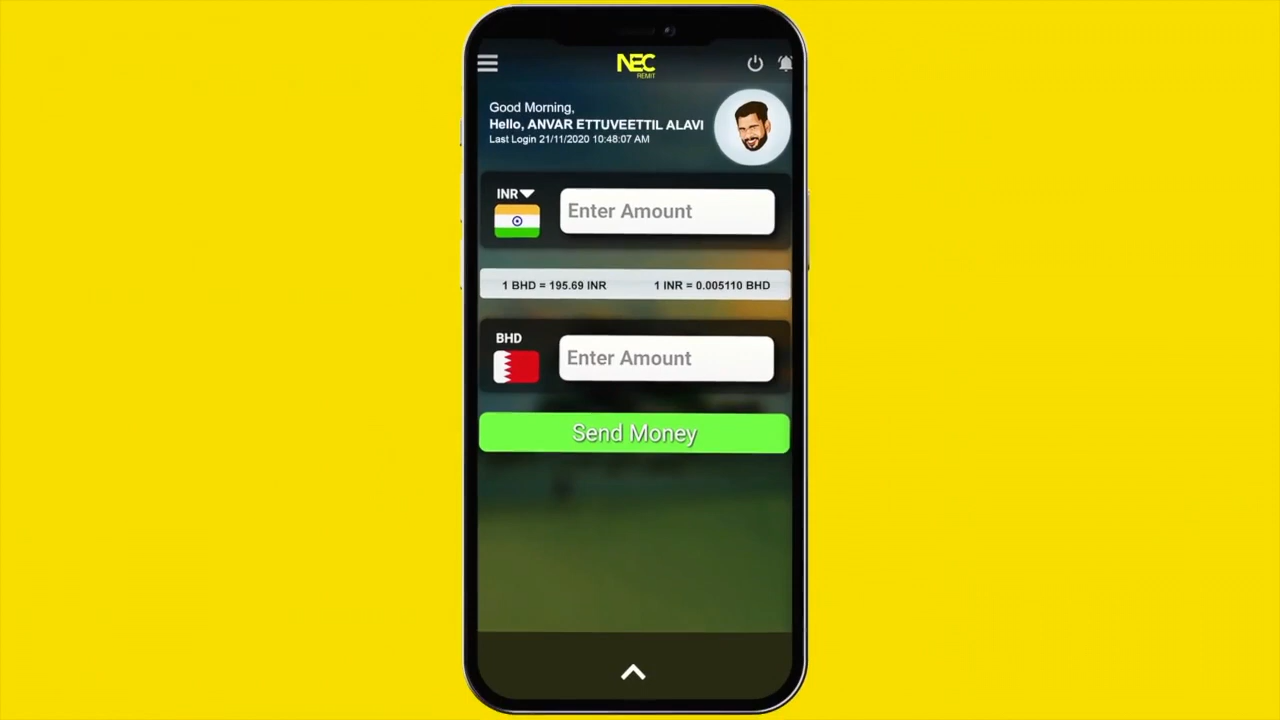 NEC
REMIT
Good Morning,
Hello, ANVAR ETTUVEETTIL ALAVI
Last Login 21/11/2020 10:48:07 AM
INR
Enter Amount
1 BHD = 195.69 INR 1 INR = 0.005110 BHD
BHD
Enter Amount
Send Money